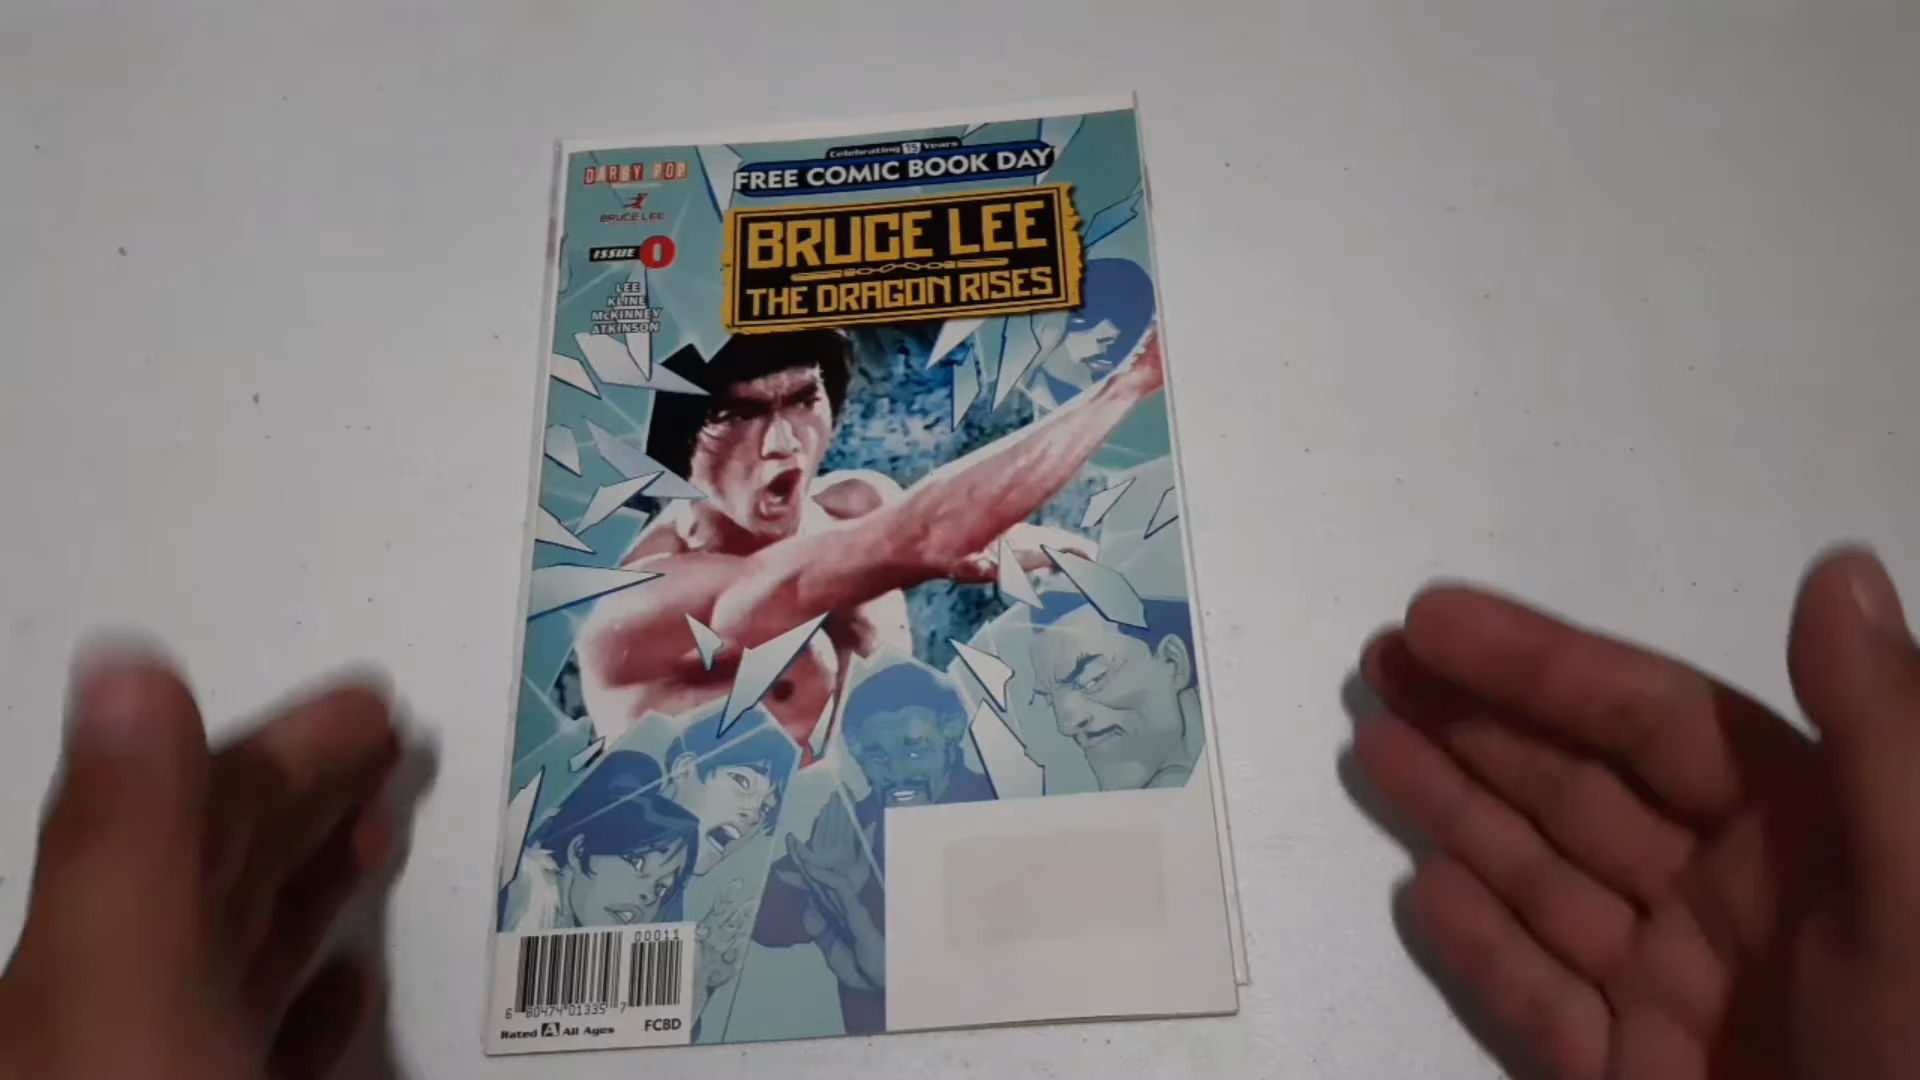 Celebrating 15 Years
FREE COMIC BOOK DAY
DARBY POP
BRUCE LEE
ISSUE 0
LEE
KLINE
McKINNEY
ATKINSON
BRUCE LEE
THE DRAGON RISES
00011
6 80474 01335 7
Rated A All Ages
FCBD